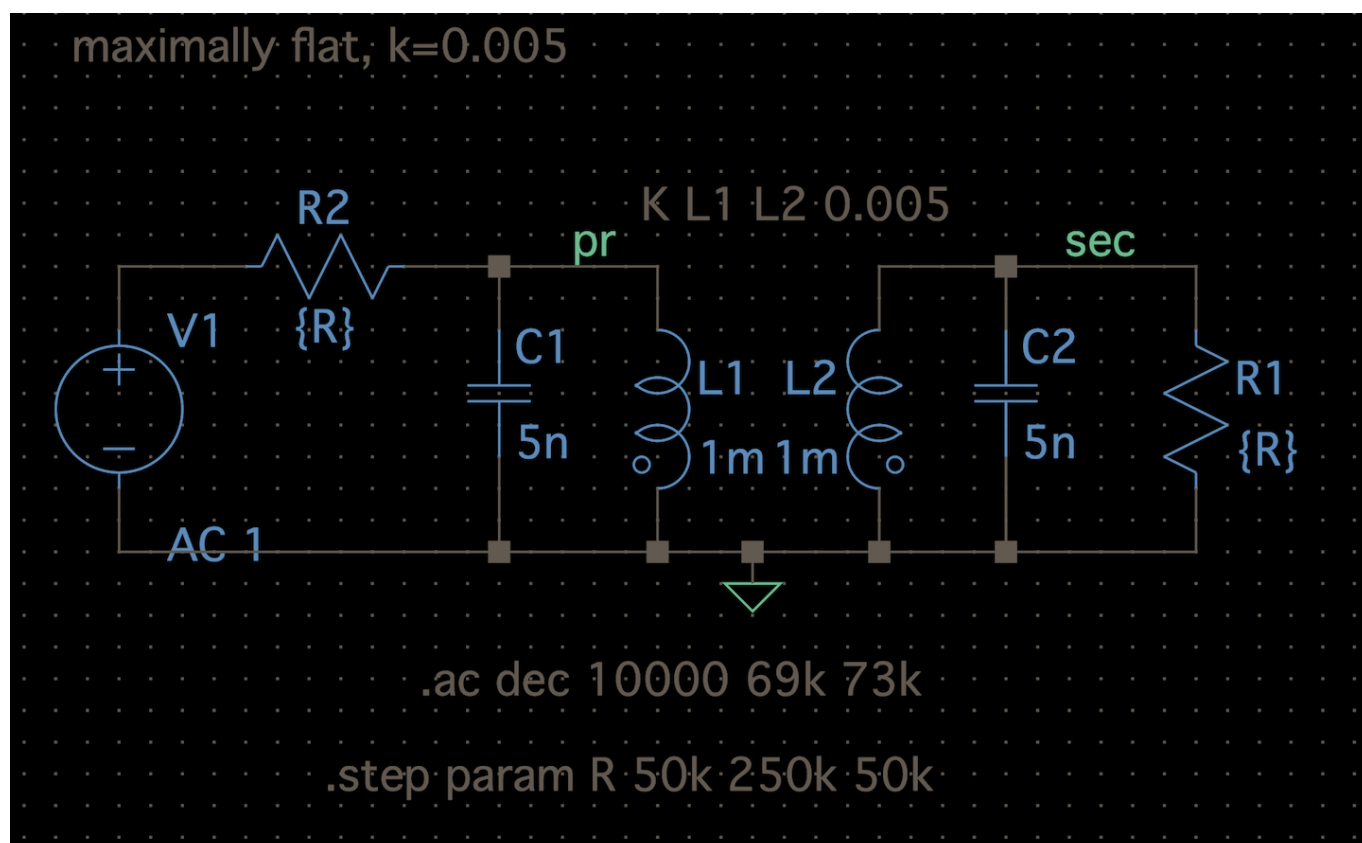 maximally flat, k=0.005
K L1 L2 0.005
R2
pr
sec
{R}
V1
C1
C2
L1
L2
R1
5n
1m
1m
5n
{R}
AC 1
.ac dec 10000 69k 73k
.step param R 50k 250k 50k